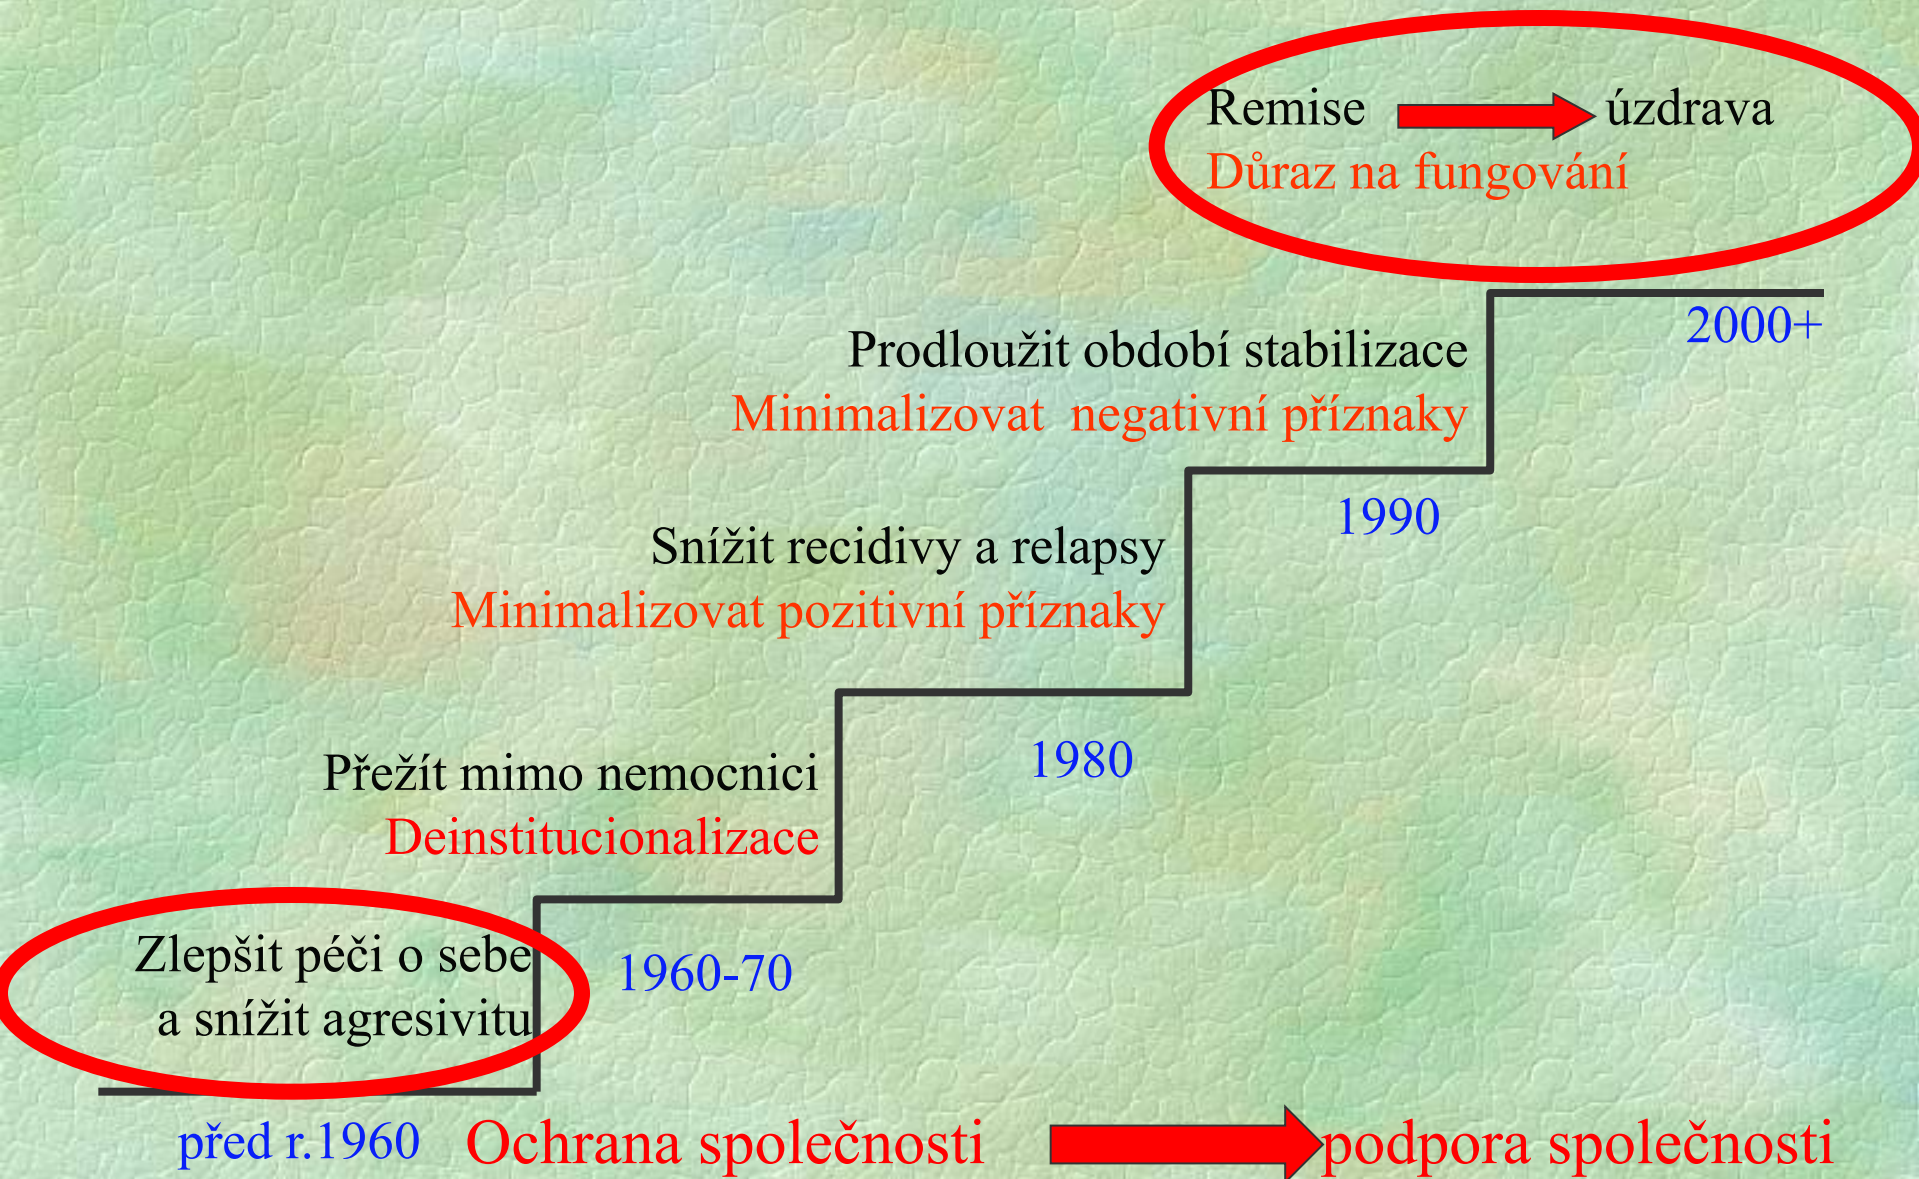 Remise úzdrava
Důraz na fungování
2000+
Prodloužit období stabilizace
Minimalizovat negativní příznaky
1990
Snížit recidivy a relapsy
Minimalizovat pozitivní příznaky
1980
Přežít mimo nemocnici
Deinstitucionalizace
1960-70
Zlepšit péči o sebe
a snížit agresivitu
před r.1960
Ochrana společnosti podpora společnosti